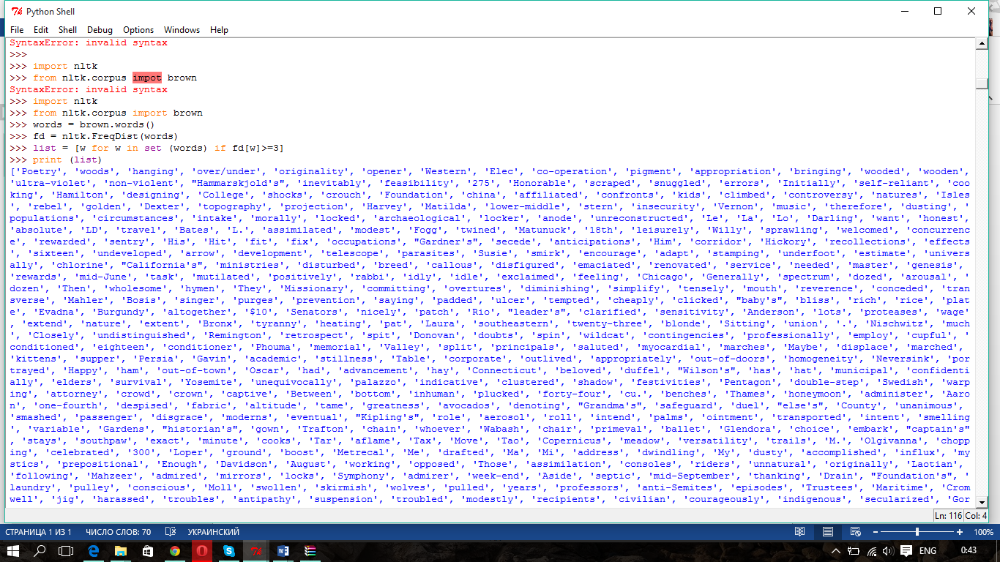 Python Shell
File Edit Shell Debug Options Windows Help
SyntaxError: invalid syntax
>>>
>>> import nltk
>>> from nltk.corpus impot brown
SyntaxError: invalid syntax
>>> import nltk
>>> from nltk.corpus import brown
>>> words = brown.words()
>>> fd = nltk.FreqDist(words)
>>> list = [w for w in set (words) if fd[w]>=3]
>>> print (list)
['Poetry', 'woods', 'hanging', 'over/under', 'originality', 'opener', 'Western', 'Elec', 'co-operation', 'pigment', 'appropriation', 'bringing', 'wooded', 'wooden',
'ultra-violet', 'non-violent', "Hammarskjold's", 'inevitably', 'feasibility', '275', 'Honorable', 'scraped', 'snuggled', 'errors', 'Initially', 'self-reliant', 'coo
king', 'Hamilton', 'designing', 'College', 'shocks', 'crouch', 'Foundation', 'china', 'affiliated', 'confronts', 'kids', 'climbed', 'controversy', 'natures', 'Isles
', 'rebel', 'golden', 'Dexter', 'topography', 'projection', 'Harvey', 'Matilda', 'lower-middle', 'stern', 'insecurity', 'Vernon', 'music', 'therefore', 'dusting', '
populations', 'circumstances', 'intake', 'morally', 'locked', 'archaeological', 'locker', 'anode', 'unreconstructed', 'Le', 'La', 'Lo', 'Darling', 'want', 'honest',
'absolute', 'LD', 'travel', 'Bates', 'L.', 'assimilated', 'modest', 'Fogg', 'twined', 'Matunuck', '18th', 'leisurely', 'Willy', 'sprawling', 'welcomed', 'concurrenc
e', 'rewarded', 'sentry', 'His', 'Hit', 'fit', 'fix', 'occupations', "Gardner's", 'secede', 'anticipations', 'Him', 'corridor', 'Hickory', 'recollections', 'effects
', 'sixteen', 'undeveloped', 'arrow', 'development', 'telescope', 'parasites', 'Susie', 'smirk', 'encourage', 'adapt', 'stamping', 'underfoot', 'estimate', 'univers
ally', 'chlorine', "California's", 'ministries', 'disturbed', 'breed', 'callous', 'disfigured', 'emaciated', 'renovated', 'service', 'needed', 'master', 'genesis',
'rewards', 'mid-June', 'task', 'mutilated', 'positively', 'rabbi', 'idly', 'idle', 'exclaimed', 'feeling', 'Chicago', 'Generally', 'spectrum', 'dozed', 'arousal', '
dozen', 'Then', 'wholesome', 'hymen', 'They', 'Missionary', 'committing', 'overtures', 'diminishing', 'simplify', 'tensely', 'mouth', 'reverence', 'conceded', 'tran
sverse', 'Mahler', 'Bosis', 'singer', 'purges', 'prevention', 'saying', 'padded', 'ulcer', 'tempted', 'cheaply', 'clicked', "baby's", 'bliss', 'rich', 'rice', 'plat
e', 'Evadna', 'Burgundy', 'altogether', '$10', 'Senators', 'nicely', 'patch', 'Rio', "leader's", 'clarified', 'sensitivity', 'Anderson', 'lots', 'proteases', 'wage'
, 'extend', 'nature', 'extent', 'Bronx', 'tyranny', 'heating', 'pat', 'Laura', 'southeastern', 'twenty-three', 'blonde', 'Sitting', 'union', '.', 'Nischwitz', 'much
', 'Closely', 'undistinguished', 'Remington', 'retrospect', 'spit', 'Donovan', 'doubts', 'spin', 'wildcat', 'contingencies', 'professionally', 'employ', 'cupful', '
conditioned', 'eighteen', 'conditioner', 'Phouma', 'memorial', 'Valley', 'split', 'principals', 'saluted', 'myocardial', 'marches', 'Maybe', 'displace', 'marched',
'kittens', 'supper', 'Persia', 'Gavin', 'academic', 'stillness', 'Table', 'corporate', 'outlived', 'appropriately', 'out-of-doors', 'homogeneity', 'Neversink', 'por
trayed', 'Happy', 'ham', 'out-of-town', 'Oscar', 'had', 'advancement', 'hay', 'Connecticut', 'beloved', 'duffel', "Wilson's", 'has', 'hat', 'municipal', 'confidenti
ally', 'elders', 'survival', 'Yosemite', 'unequivocally', 'palazzo', 'indicative', 'clustered', 'shadow', 'festivities', 'Pentagon', 'double-step', 'Swedish', 'warp
ing', 'attorney', 'crowd', 'crown', 'captive', 'Between', 'bottom', 'inhuman', 'plucked', 'forty-four', 'cu.', 'benches', 'Thames', 'honeymoon', 'administer', 'Aaro
n', 'one-fourth', 'despised', 'fabric', 'altitude', 'tame', 'greatness', 'avocados', 'denoting', "Grandma's", 'safeguard', 'duel', "else's", 'County', 'unanimous',
'smashed', 'passenger', 'disgrace', 'moderns', 'eventual', "Kipling's", 'role', 'aerosol', 'roll', 'intend', 'palms', 'ointment', 'transported', 'intent', 'smelling
', 'variable', 'Gardens', "historian's", 'gown', 'Trafton', 'chain', 'whoever', 'Wabash', 'chair', 'primeval', 'ballet', 'Glendora', 'choice', 'embark', "captain's"
, 'stays', 'southpaw', 'exact', 'minute', 'cooks', 'Tar', 'aflame', 'Tax', 'Move', 'Tao', 'Copernicus', 'meadow', 'versatility', 'trails', 'M.', 'Olgivanna', 'chopp
ing', 'celebrated', '300', 'Loper', 'ground', 'boost', 'Metrecal', 'Me', 'drafted', 'Ma', 'Mi', 'address', 'dwindling', 'My', 'dusty', 'accomplished', 'influx', 'my
stics', 'prepositional', 'Enough', 'Davidson', 'August', 'working', 'opposed', 'Those', 'assimilation', 'consoles', 'riders', 'unnatural', 'originally', 'Laotian',
'following', 'Mahzeer', 'admired', 'mirrors', 'locks', 'Symphony', 'admirer', 'week-end', 'Aside', 'septic', 'mid-September', 'thanking', 'Drain', "Foundation's", '
laundry', 'pulley', 'conscious', 'Moll', 'swollen', 'skirmish', 'wolves', 'pulled', 'years', 'professors', 'anti-Semites', 'episodes', 'Trustees', 'Maritime', 'Crom
well', 'jig', 'harassed', 'troubles', 'antipathy', 'suspension', 'troubled', 'modestly', 'recipients', 'civilian', 'courageously', 'indigenous', 'secularized', 'Gor
Ln: 116 Col: 4
СТРАНИЦА 1 ИЗ 1 ЧИСЛО СЛОВ: 70 УКРАИНСКИЙ 100%
ENG 0:43